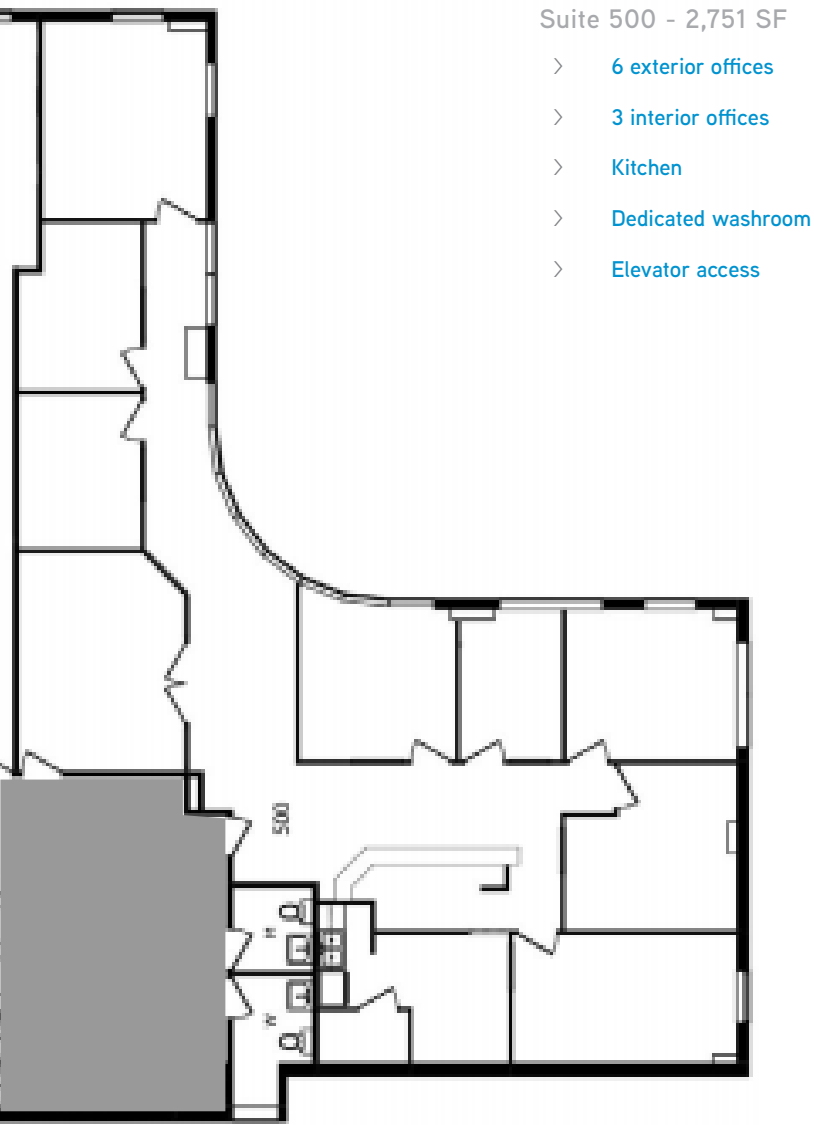 Suite 500 - 2,751 SF
6 exterior offices
3 interior offices
Kitchen
Dedicated washroom
Elevator access
500
W